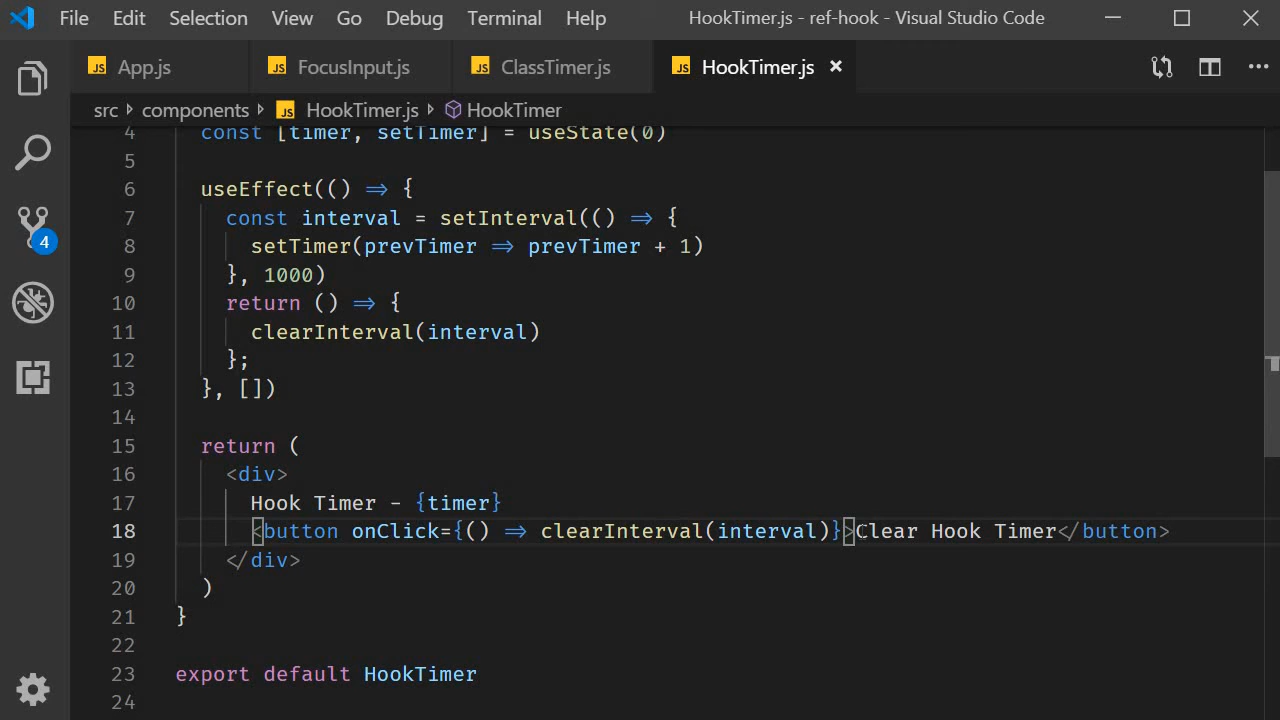 File Edit Selection View Go Debug Terminal Help HookTimer.js - ref-hook - Visual Studio Code
JS App.js JS FocusInput.js JS ClassTimer.js JS HookTimer.js
src components JS HookTimer.js HookTimer
4 const [timer, setTimer] = useState(0)
5
6 useEffect(() => {
7 const interval = setInterval(() => {
8 setTimer(prevTimer => prevTimer + 1)
9 }, 1000)
10 return () => {
11 clearInterval(interval)
12 };
13 }, [])
14
15 return (
16 <div>
17 Hook Timer - {timer}
18 <button onClick={() => clearInterval(interval)}>Clear Hook Timer</button>
19 </div>
20 )
21 }
22
23 export default HookTimer
24
4